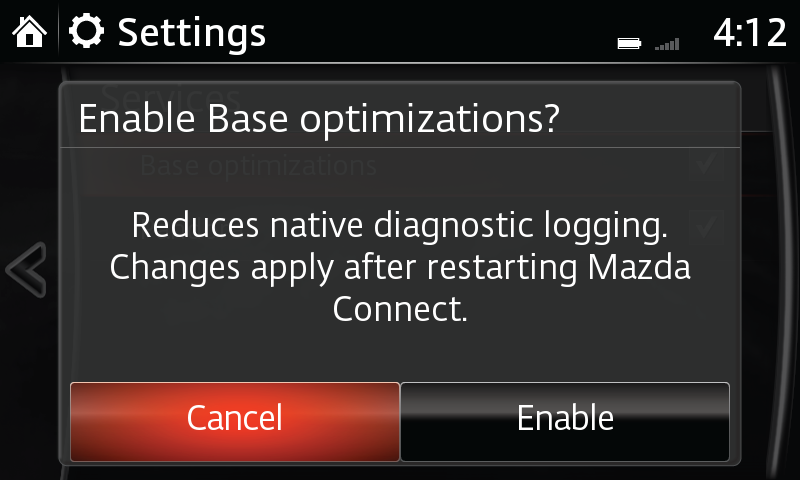 Settings
4:12
Services
Enable Base optimizations?
Base optimizations
Reduces native diagnostic logging.
Changes apply after restarting Mazda
Connect.
Cancel
Enable